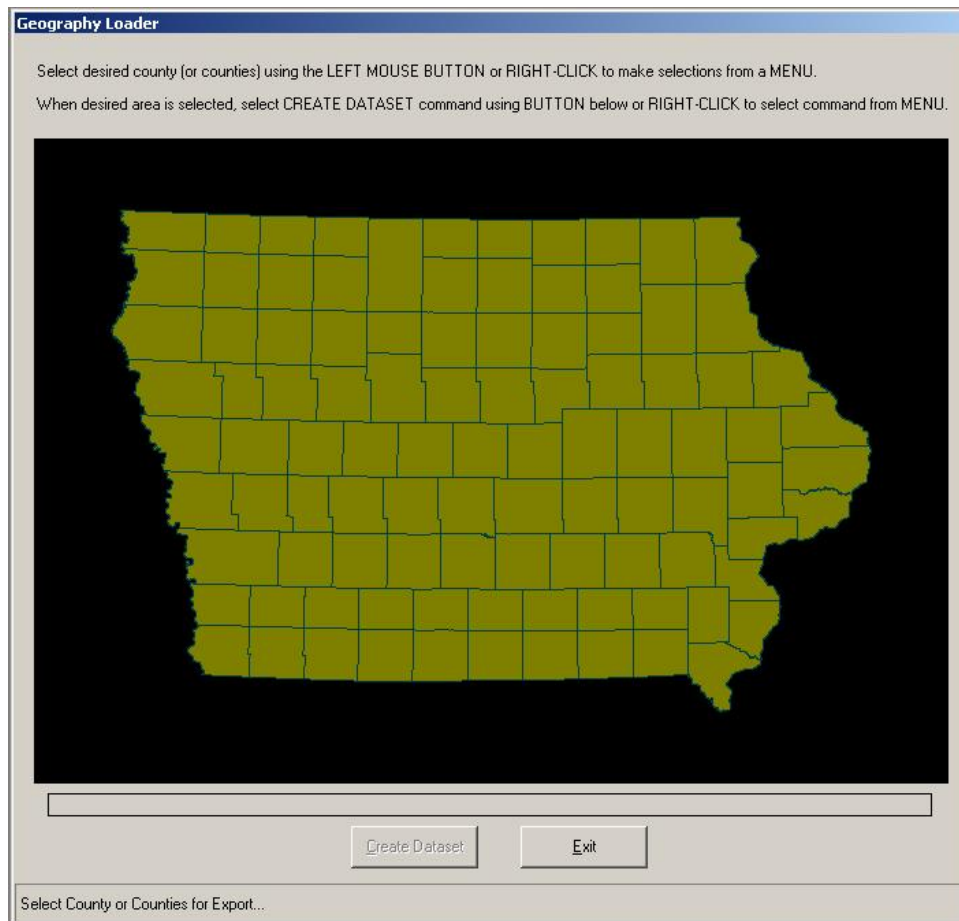 Geography Loader
Select desired county (or counties) using the LEFT MOUSE BUTTON or RIGHT-CLICK to make selections from a MENU.
When desired area is selected, select CREATE DATASET command using BUTTON below or RIGHT-CLICK to select command from MENU.
Create Dataset
Exit
Select County or Counties for Export...